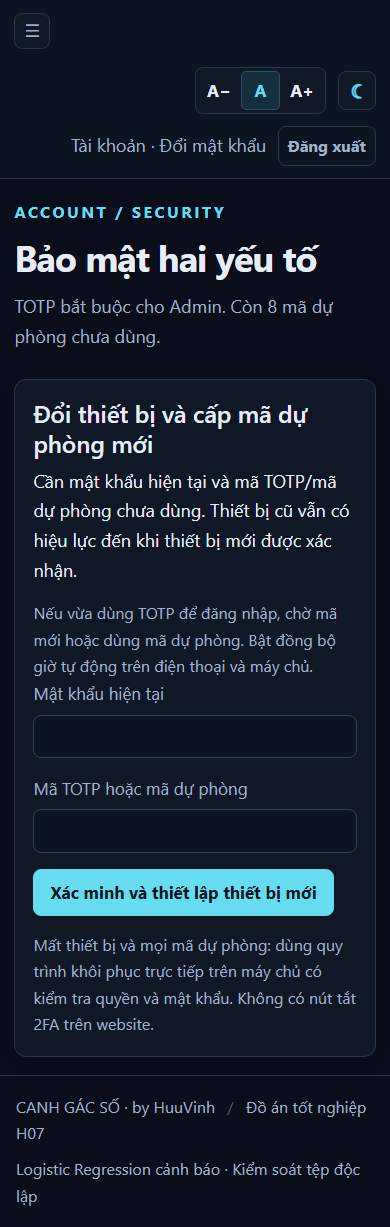 ☰
A− A A+ ☾
Tài khoản · Đổi mật khẩu Đăng xuất
ACCOUNT / SECURITY
Bảo mật hai yếu tố
TOTP bắt buộc cho Admin. Còn 8 mã dự
phòng chưa dùng.
Đổi thiết bị và cấp mã dự
phòng mới
Cần mật khẩu hiện tại và mã TOTP/mã
dự phòng chưa dùng. Thiết bị cũ vẫn có
hiệu lực đến khi thiết bị mới được xác
nhận.
Nếu vừa dùng TOTP để đăng nhập, chờ mã
mới hoặc dùng mã dự phòng. Bật đồng bộ
giờ tự động trên điện thoại và máy chủ.
Mật khẩu hiện tại
Mã TOTP hoặc mã dự phòng
Xác minh và thiết lập thiết bị mới
Mất thiết bị và mọi mã dự phòng: dùng quy
trình khôi phục trực tiếp trên máy chủ có
kiểm tra quyền và mật khẩu. Không có nút tắt
2FA trên website.
CANH GÁC SỐ · by HuuVinh / Đồ án tốt nghiệp
H07
Logistic Regression cảnh báo · Kiểm soát tệp độc
lập